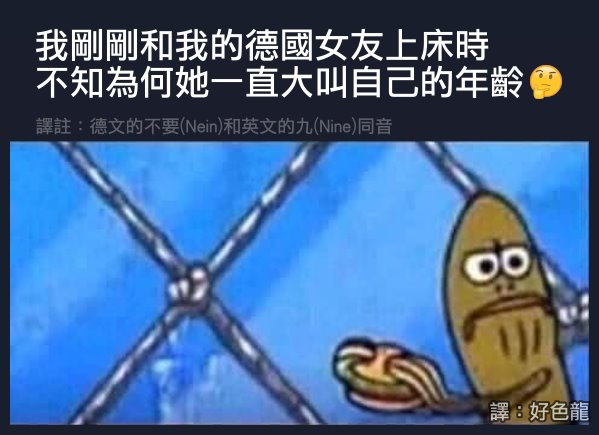 我剛剛和我的德國女友上床時
不知為何她一直大叫自己的年齡🤔
譯註：德文的不要(Nein)和英文的九(Nine)同音
譯：好色龍